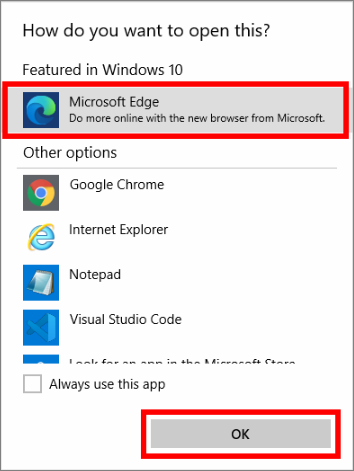 How do you want to open this?
Featured in Windows 10
Microsoft Edge
Do more online with the new browser from Microsoft.
Other options
Google Chrome
Internet Explorer
Notepad
Visual Studio Code
Look for an app in the Microsoft Store
Always use this app
OK